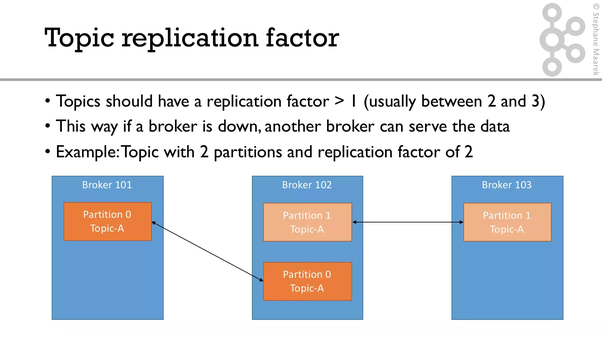 Topic replication factor
© Stephane Maarek
• Topics should have a replication factor > 1 (usually between 2 and 3)
• This way if a broker is down, another broker can serve the data
• Example: Topic with 2 partitions and replication factor of 2
Broker 101
Broker 102
Broker 103
Partition 0
Topic-A
Partition 1
Topic-A
Partition 1
Topic-A
Partition 0
Topic-A